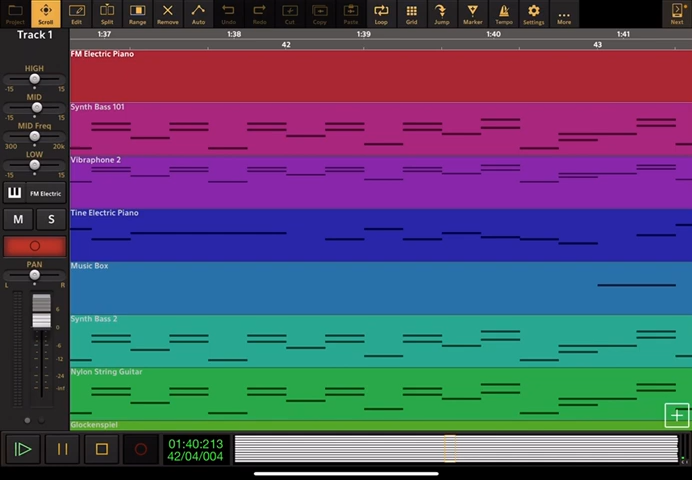 Project Scroll Edit Split Range Remove Auto Undo Redo Cut Copy Paste Loop Grid Jump Marker Tempo Settings More Next
Track 1
1:37 1:38 1:39 1:40 1:41
42 43
HIGH
-15 15
MID
-15 15
MID Freq
300 20k
LOW
-15 15
FM Electric
M S
PAN
L R
6
0
-6
-12
-24
-inf
FM Electric Piano
Synth Bass 101
Vibraphone 2
Tine Electric Piano
Music Box
Synth Bass 2
Nylon String Guitar
Glockenspiel
01:40:213
42/04/004